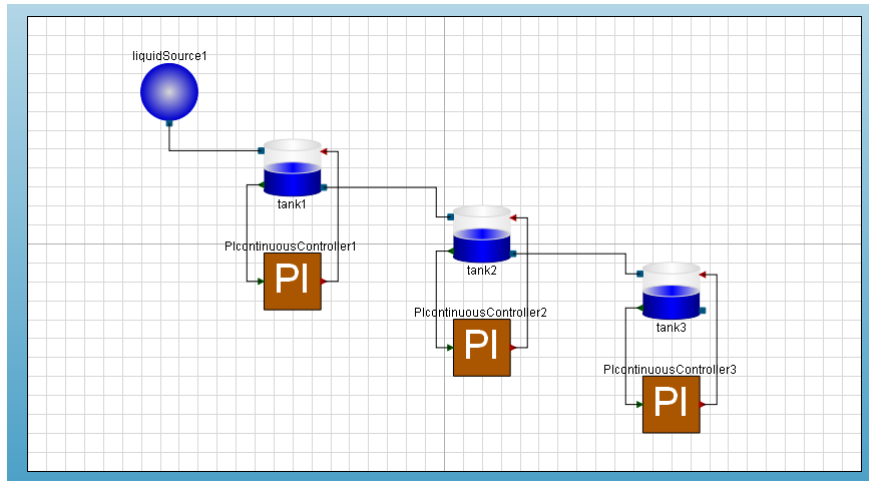 liquidSource1
tank1
PIcontinuousController1
PI
tank2
PIcontinuousController2
PI
tank3
PIcontinuousController3
PI